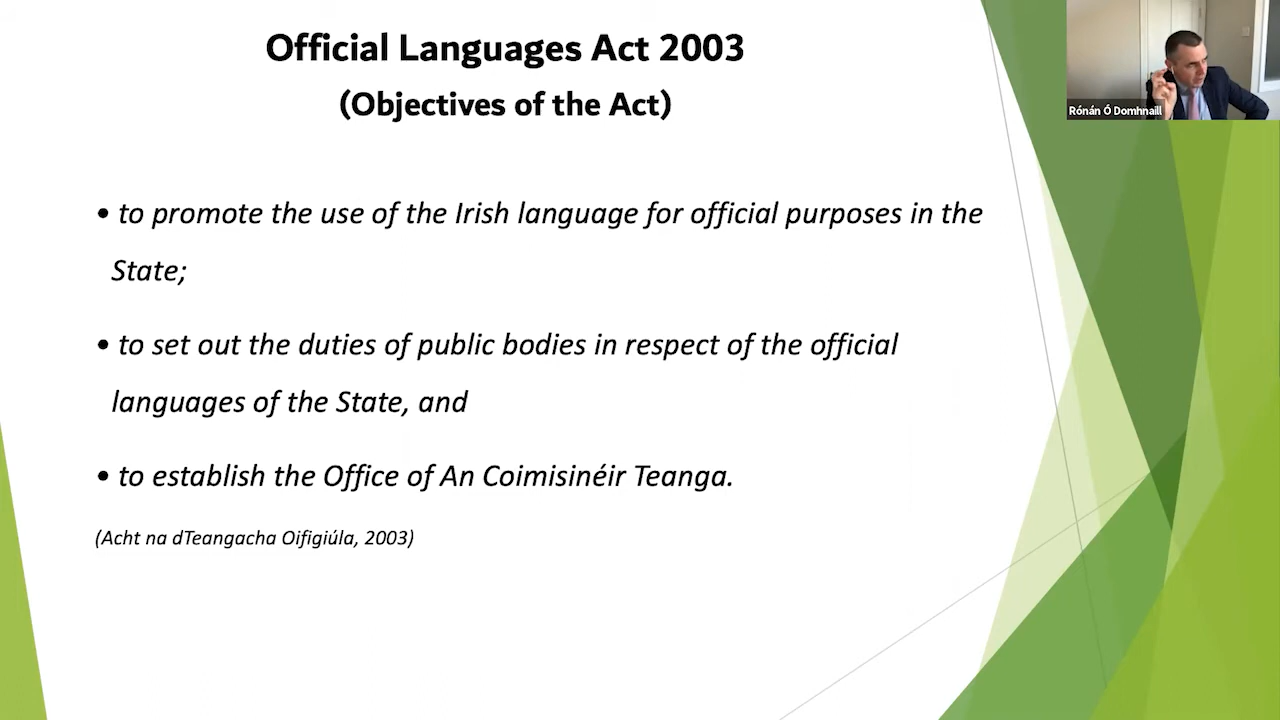 Official Languages Act 2003
(Objectives of the Act)
Rónán Ó Domhnaill
• to promote the use of the Irish language for official purposes in the
State;
• to set out the duties of public bodies in respect of the official
languages of the State, and
• to establish the Office of An Coimisinéir Teanga.
(Acht na dTeangacha Oifigiúla, 2003)